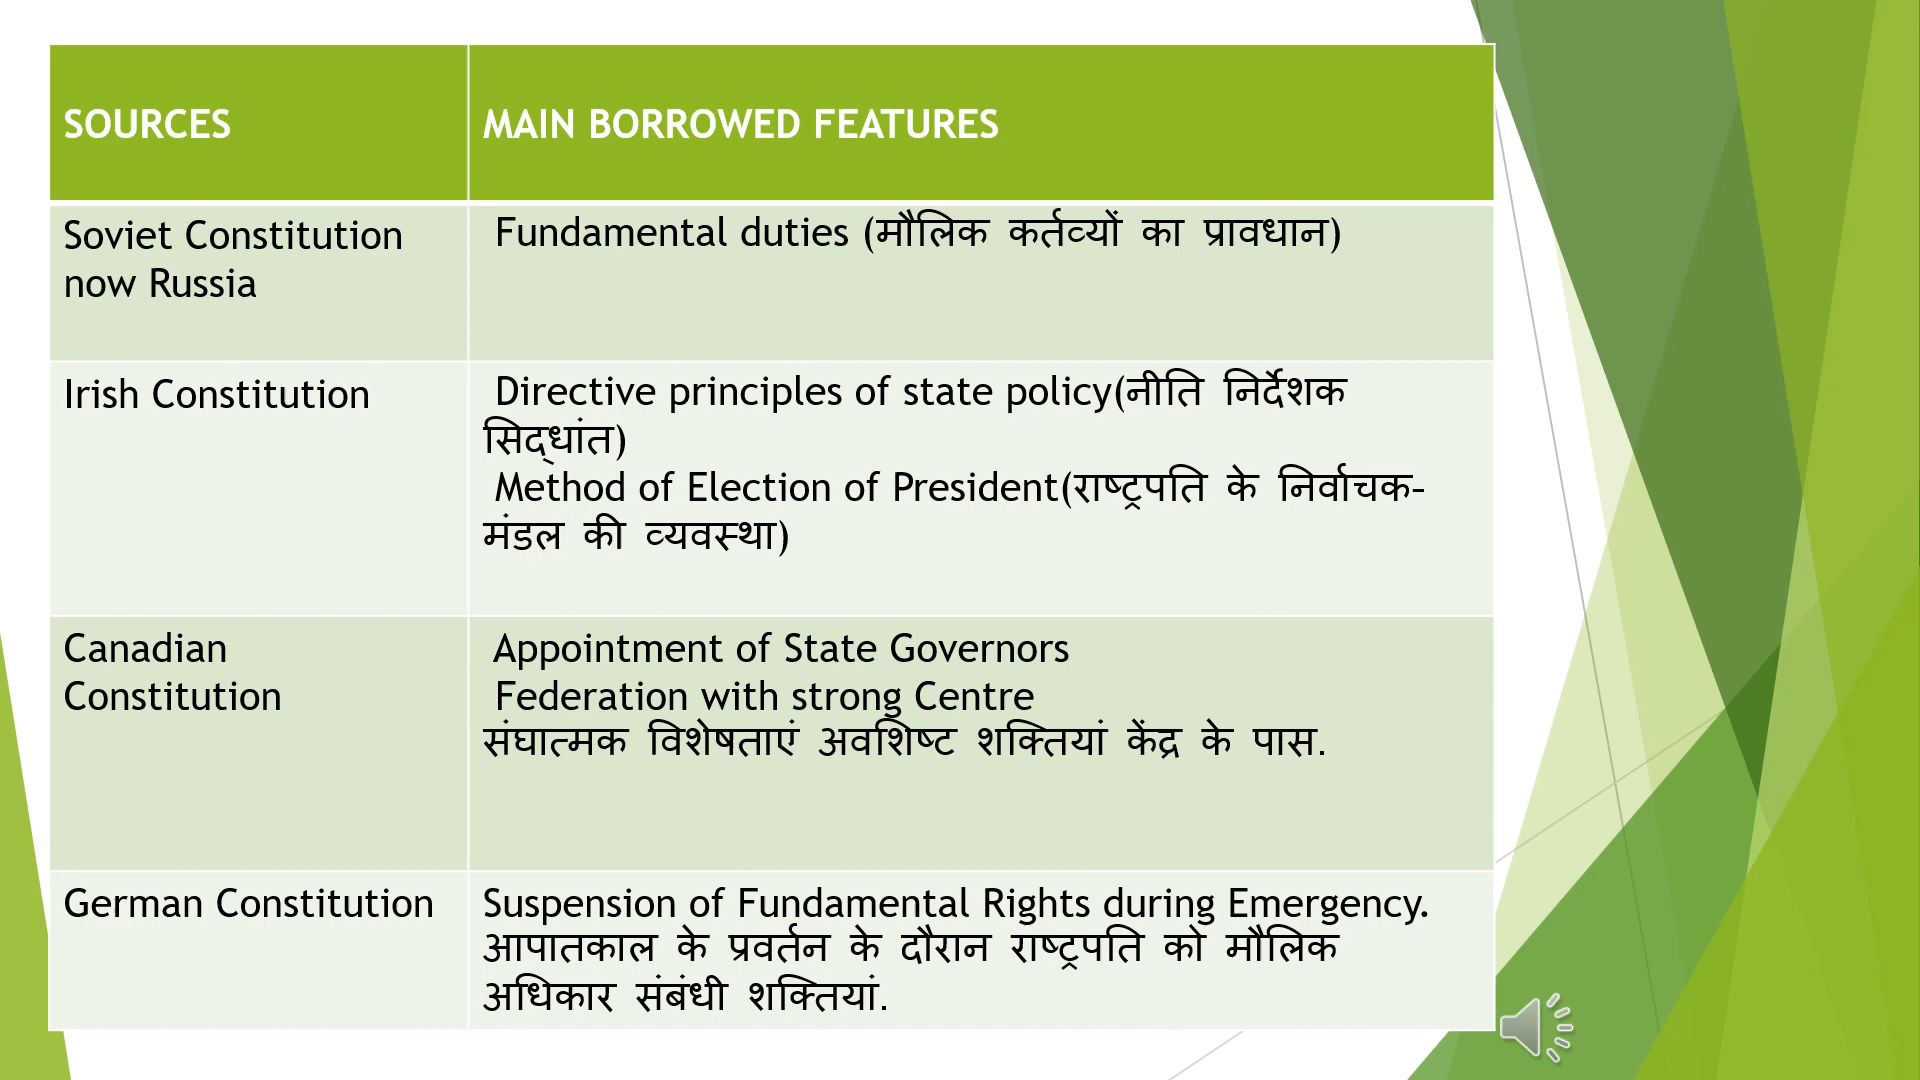 SOURCES
MAIN BORROWED FEATURES
Soviet Constitution
now Russia
Fundamental duties (मौलिक कर्तव्यों का प्रावधान)
Irish Constitution
Directive principles of state policy(नीति निर्देशक
सिद्धांत)
Method of Election of President(राष्ट्रपति के निर्वाचक-
मंडल की व्यवस्था)
Canadian
Constitution
Appointment of State Governors
Federation with strong Centre
संघात्मक विशेषताएं अवशिष्ट शक्तियां केंद्र के पास.
German Constitution
Suspension of Fundamental Rights during Emergency.
आपातकाल के प्रवर्तन के दौरान राष्ट्रपति को मौलिक
अधिकार संबंधी शक्तियां.